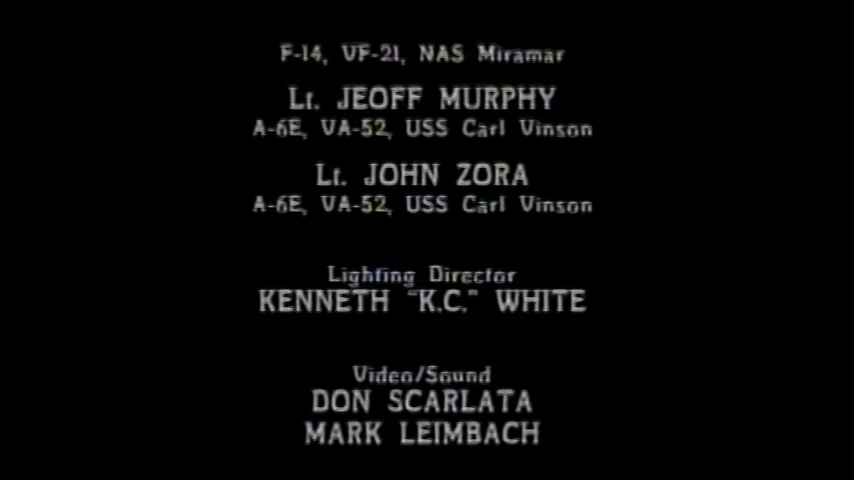 F-14, VF-21, NAS Miramar
Lt. JEOFF MURPHY
A-6E, VA-52, USS Carl Vinson
Lt. JOHN ZORA
A-6E, VA-52, USS Carl Vinson
Lighting Director
KENNETH "K.C." WHITE
Video/Sound
DON SCARLATA
MARK LEIMBACH